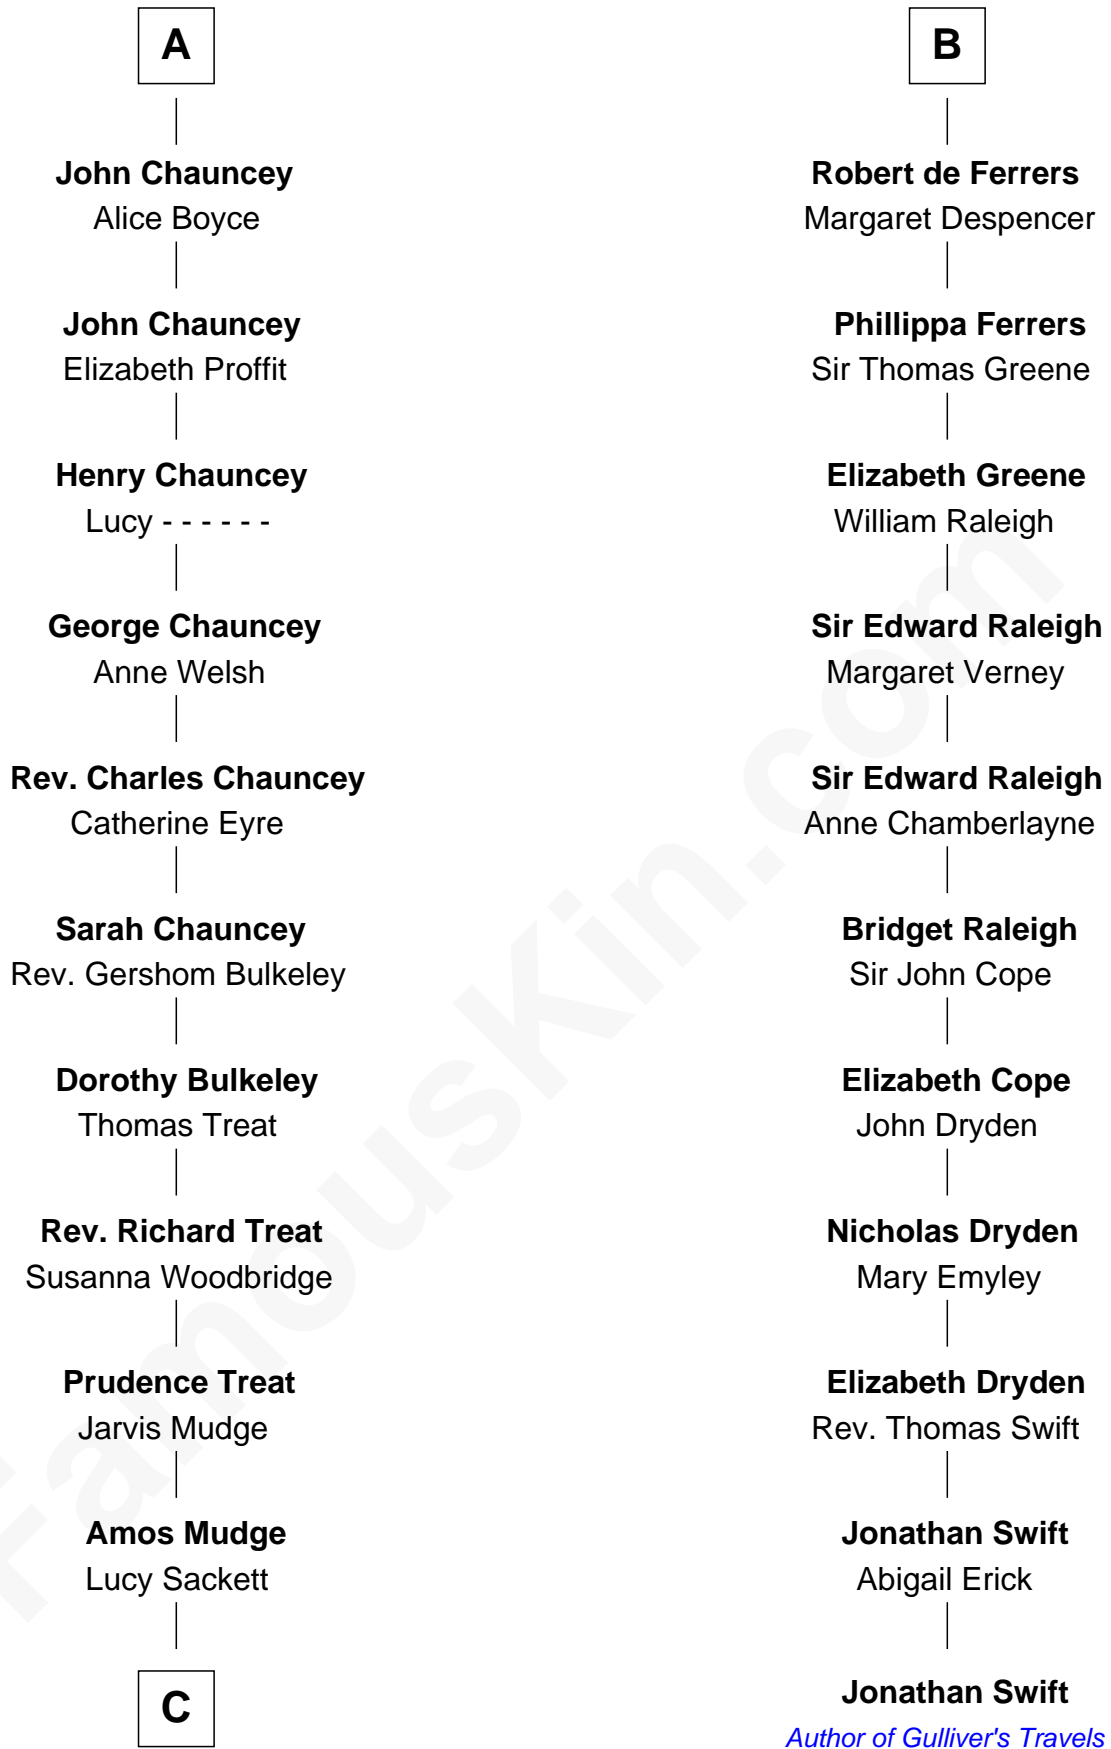 A
John Chauncey
Alice Boyce
John Chauncey
Elizabeth Proffit
Henry Chauncey
Lucy - - - - - -
George Chauncey
Anne Welsh
Rev. Charles Chauncey
Catherine Eyre
Sarah Chauncey
Rev. Gershom Bulkeley
Dorothy Bulkeley
Thomas Treat
Rev. Richard Treat
Susanna Woodbridge
Prudence Treat
Jarvis Mudge
Amos Mudge
Lucy Sackett
C
B
Robert de Ferrers
Margaret Despencer
Phillippa Ferrers
Sir Thomas Greene
Elizabeth Greene
William Raleigh
Sir Edward Raleigh
Margaret Verney
Sir Edward Raleigh
Anne Chamberlayne
Bridget Raleigh
Sir John Cope
Elizabeth Cope
John Dryden
Nicholas Dryden
Mary Emyley
Elizabeth Dryden
Rev. Thomas Swift
Jonathan Swift
Abigail Erick
Jonathan Swift
Author of Gulliver's Travels
FamousKin.com